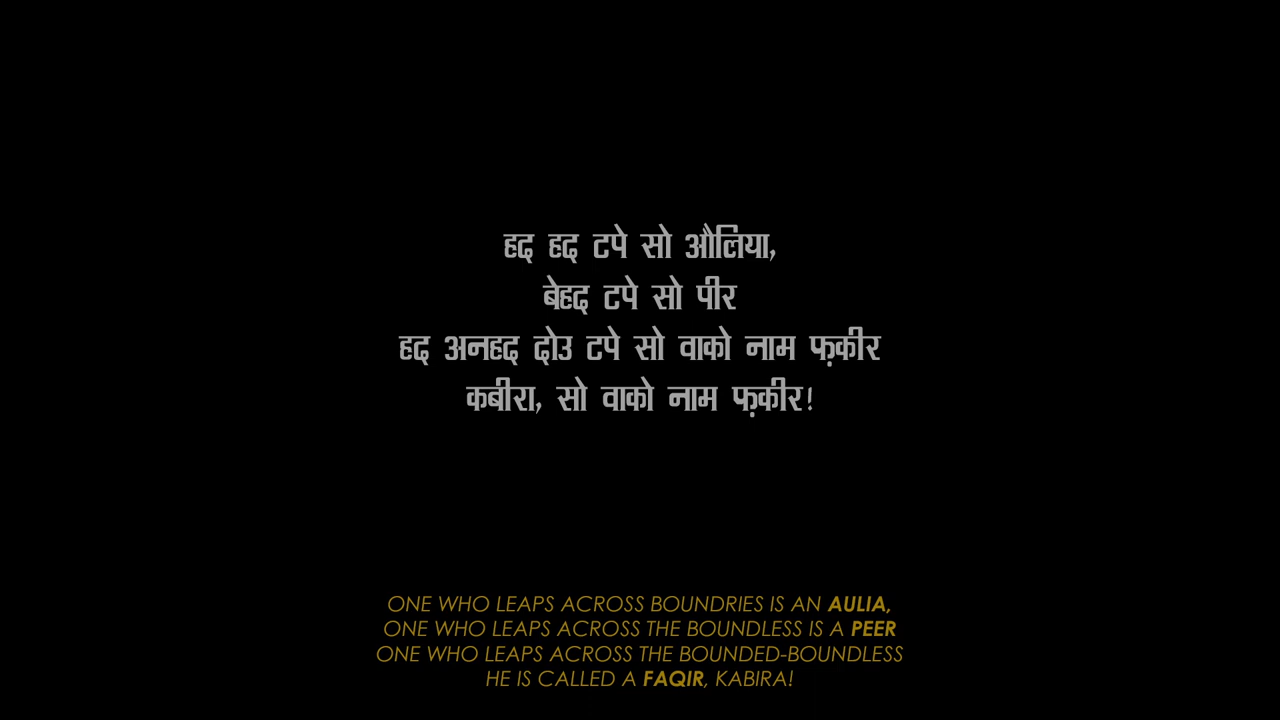 हद हद टपे सो औलिया,
बेहद टपे सो पीर
हद अनहद दोउ टपे सो वाको नाम फ़कीर
कबीरा, सो वाको नाम फ़कीर!
ONE WHO LEAPS ACROSS BOUNDRIES IS AN AULIA,
ONE WHO LEAPS ACROSS THE BOUNDLESS IS A PEER
ONE WHO LEAPS ACROSS THE BOUNDED-BOUNDLESS
HE IS CALLED A FAQIR, KABIRA!